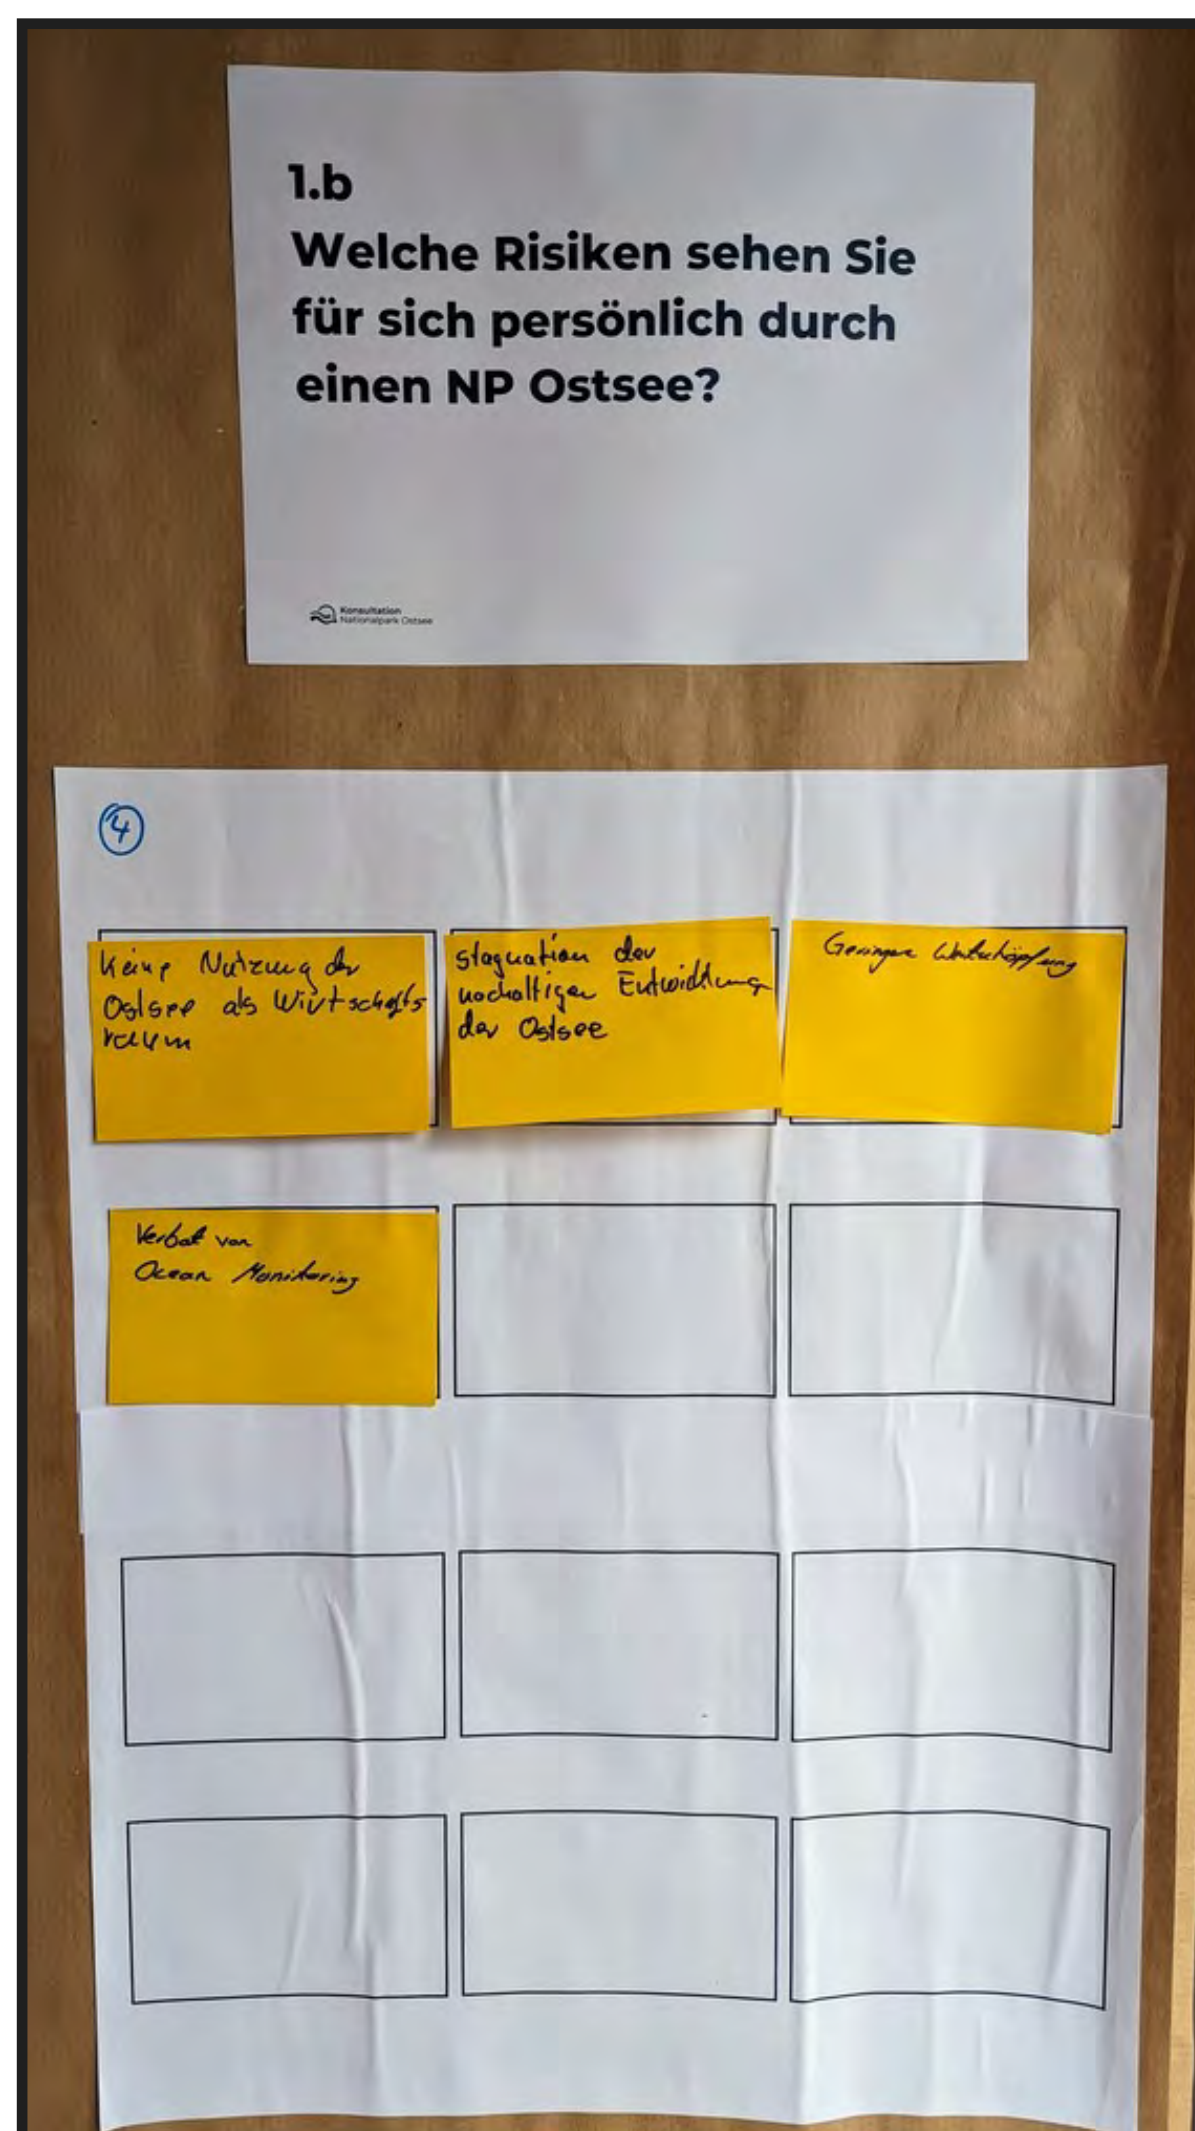 1.b
Welche Risiken sehen Sie
für sich persönlich durch
einen NP Ostsee?
Konsultation
Nationalpark Ostsee
4
Keine Nutzung der
Ostsee als Wirtschafts
raum
stagnation der
nachaltigen Entwicklung
der Ostsee
Geringere Wertschöpfung
Verbot von
Ocean Monitoring